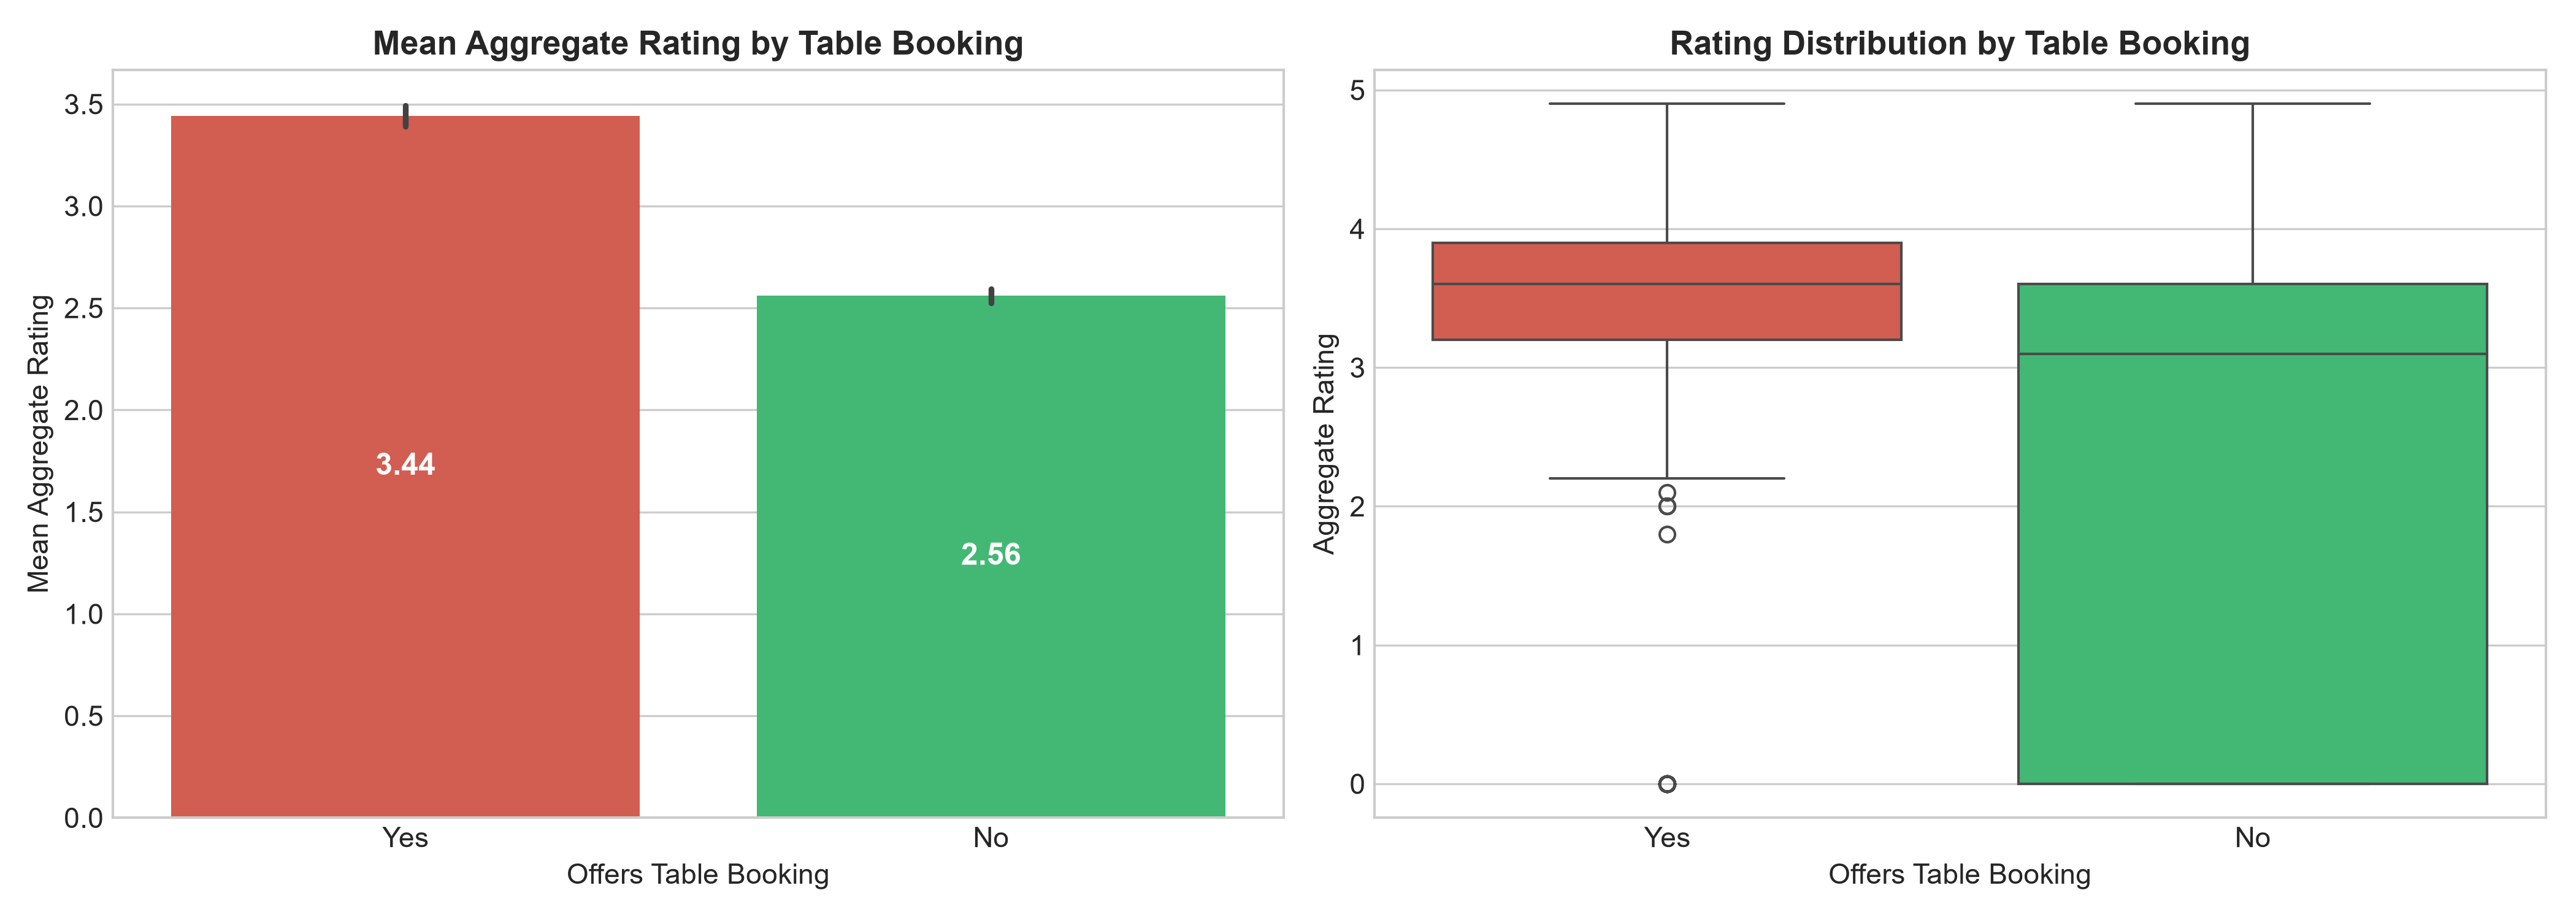 Mean Aggregate Rating by Table Booking
Mean Aggregate Rating
3.5
3.0
2.5
2.0
1.5
1.0
0.5
0.0
3.44
2.56
Yes
No
Offers Table Booking
Rating Distribution by Table Booking
Aggregate Rating
5
4
3
2
1
0
Yes
No
Offers Table Booking